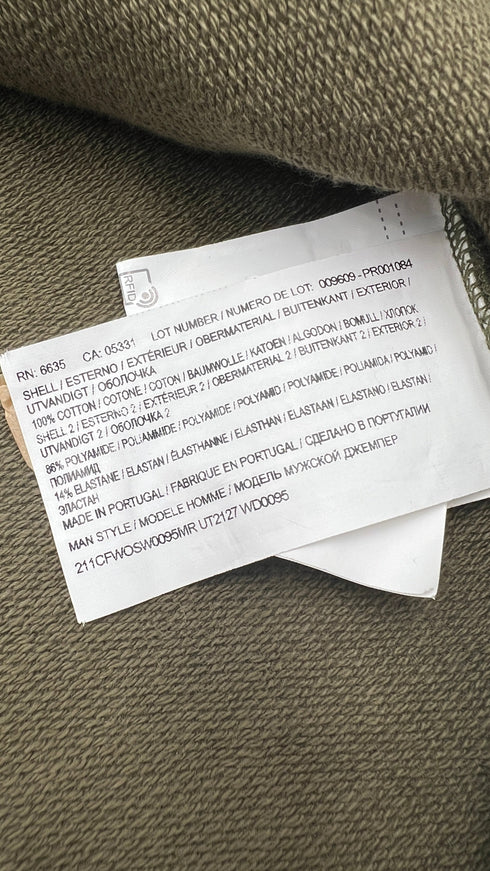 RFID
RN: 6635 CA: 05331 LOT NUMBER / NUMERO DE LOT: 009609 - PR001084
SHELL / ESTERNO / EXTÉRIEUR / OBERMATERIAL / BUITENKANT / EXTERIOR /
UTVANDIGT / ОБОЛОЧКА
100% COTTON / COTONE / COTON / BAUMWOLLE / KATOEN / ALGODON / BOMULL / ХЛОПОК
SHELL 2 / ESTERNO 2 / EXTÉRIEUR 2 / OBERMATERIAL 2 / BUITENKANT 2 / EXTERIOR 2 /
UTVANDIGT 2 / ОБОЛОЧКА 2
86% POLYAMIDE / POLIAMMIDE / POLYAMIDE / POLYAMID / POLYAMIDE / POLIAMIDA / POLYAMID /
ПОЛИАМИД
14% ELASTANE / ELASTAN / ÉLASTHANNE / ELASTHAN / ELASTAAN / ELASTANO / ELASTAN /
ЭЛАСТАН
MADE IN PORTUGAL / FABRIQUE EN PORTUGAL / СДЕЛАНО В ПОРТУГАЛИИ
MAN STYLE / MODELE HOMME / МОДЕЛЬ МУЖСКОЙ ДЖЕМПЕР
211CFWOSW0095MR UT2127 WD0095